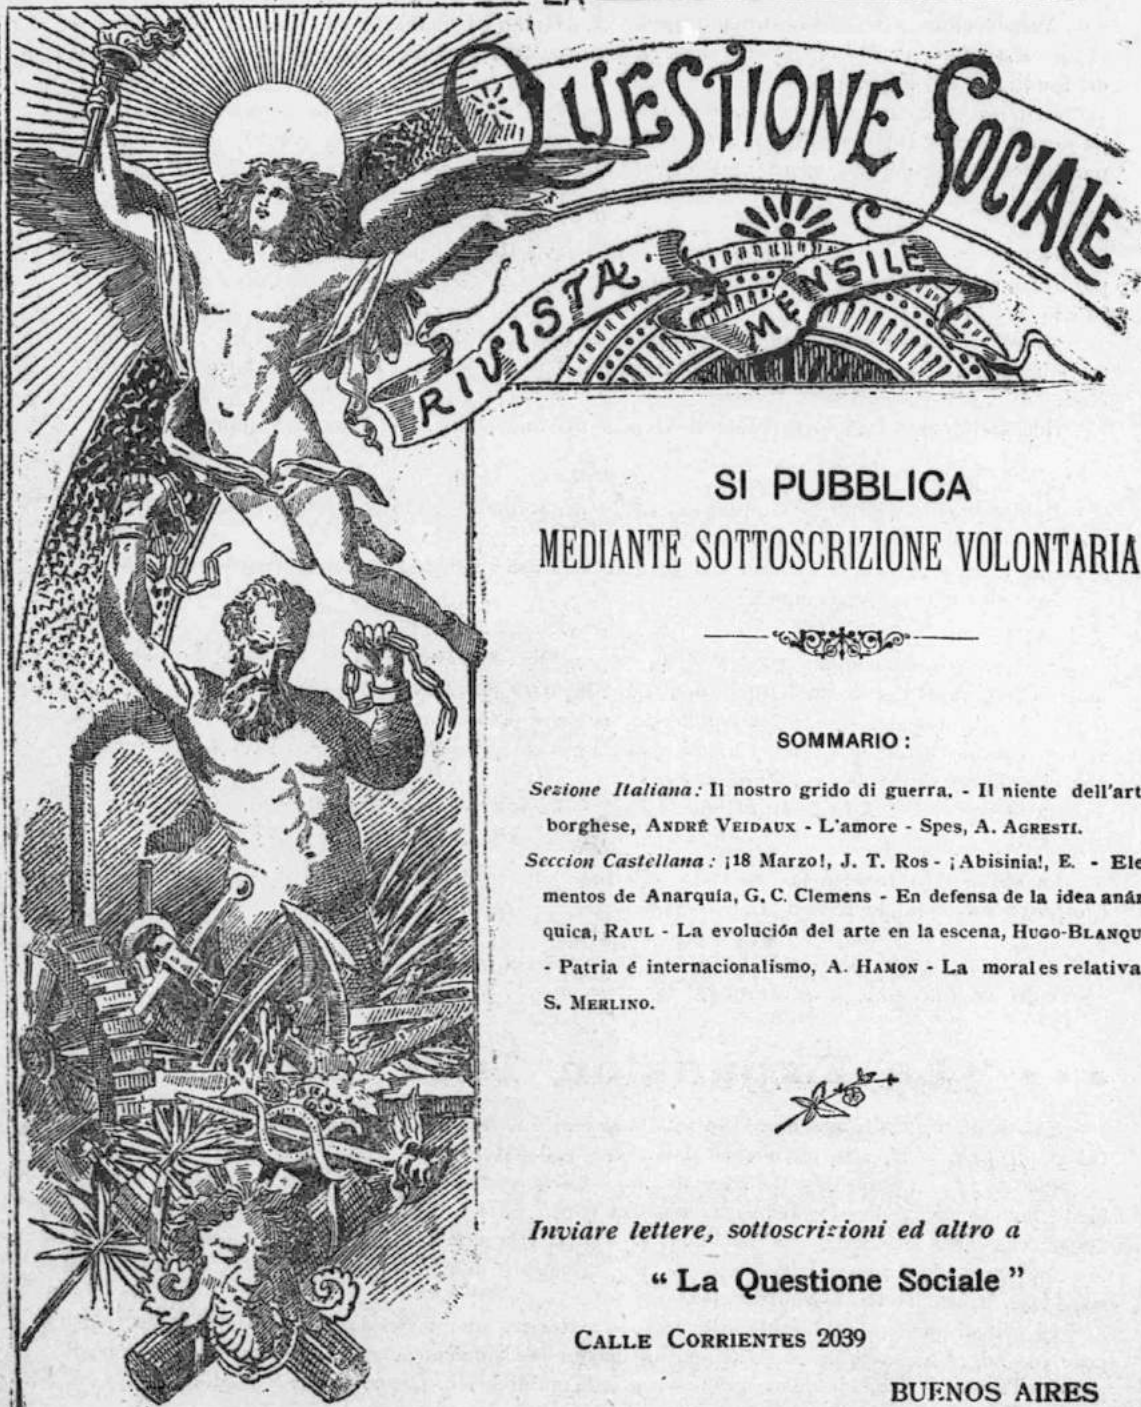 LA
QUESTIONE SOCIALE
RIVISTA MENSILE
SI PUBBLICA
MEDIANTE SOTTOSCRIZIONE VOLONTARIA
SOMMARIO:
Sezione Italiana: Il nostro grido di guerra. - Il niente dell'art
borghese, ANDRÉ VEIDAUX - L'amore - Spes, A. AGRESTI.
Seccion Castellana: ¡18 Marzo!, J. T. Ros - ¡Abisinia!, E. - Ele
mentos de Anarquía, G. C. Clemens - En defensa de la idea anár
quica, RAUL - La evolución del arte en la escena, HUGO-BLANQU
- Patria é internacionalismo, A. HAMON - La moral es relativa
S. MERLINO.
Inviare lettere, sottoscrizioni ed altro a
“La Questione Sociale”
CALLE CORRIENTES 2039
BUENOS AIRES